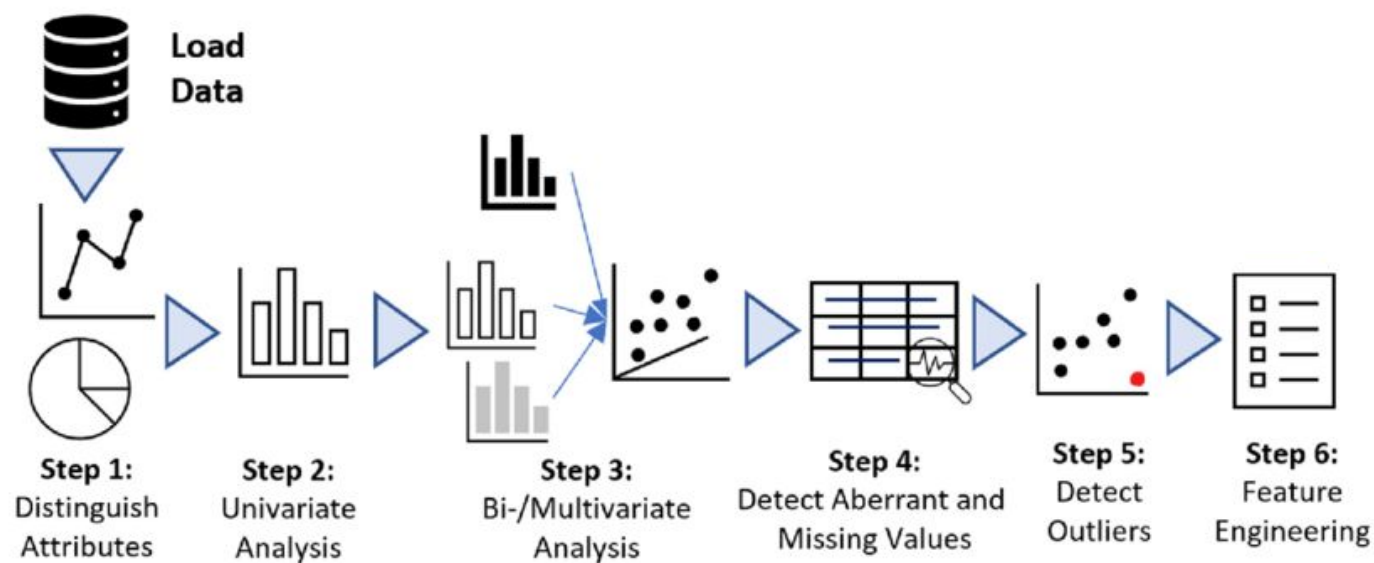 Load
Data
Step 1:
Distinguish
Attributes
Step 2:
Univariate
Analysis
Step 3:
Bi-/Multivariate
Analysis
Step 4:
Detect Aberrant and
Missing Values
Step 5:
Detect
Outliers
Step 6:
Feature
Engineering